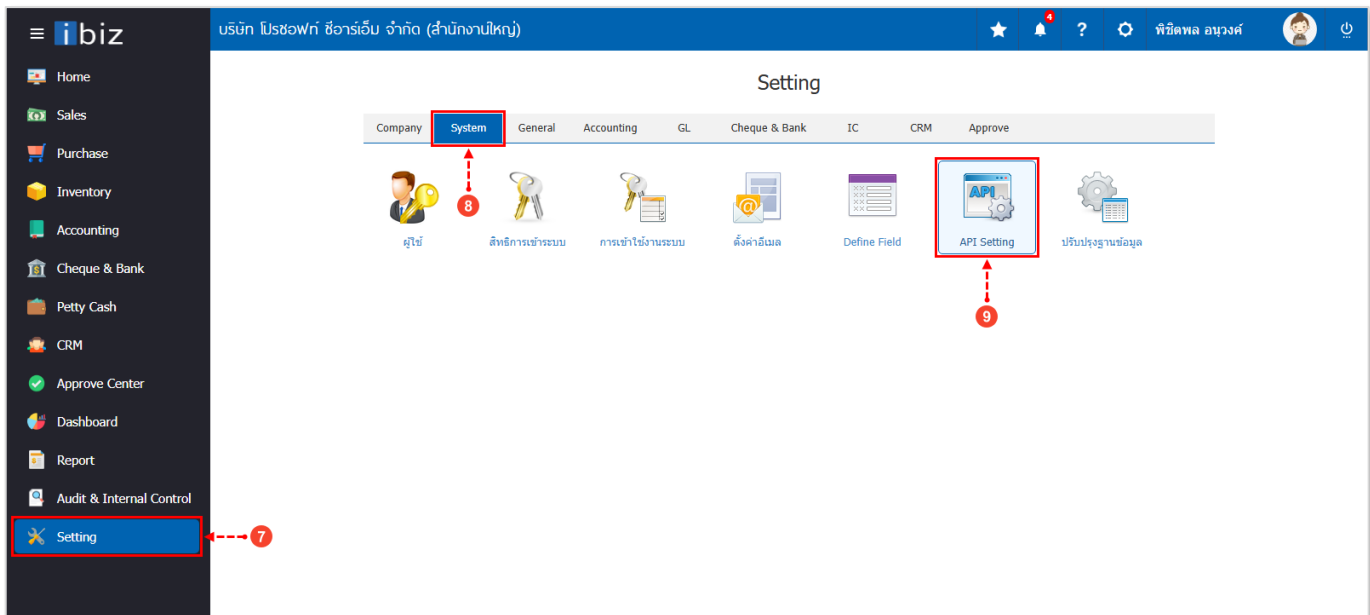 ≡ ibiz
บริษัท โปรซอฟท์ ซีอาร์เอ็ม จำกัด (สำนักงานใหญ่)
4
?
พิชิตพล อนุวงศ์
Home
Sales
Purchase
Inventory
Accounting
Cheque & Bank
Petty Cash
CRM
Approve Center
Dashboard
Report
Audit & Internal Control
Setting
7
Setting
Company System General Accounting GL Cheque & Bank IC CRM Approve
8
@
API
ผู้ใช้ สิทธิการเข้าระบบ การเข้าใช้งานระบบ ตั้งค่าอีเมล Define Field API Setting ปรับปรุงฐานข้อมูล
9